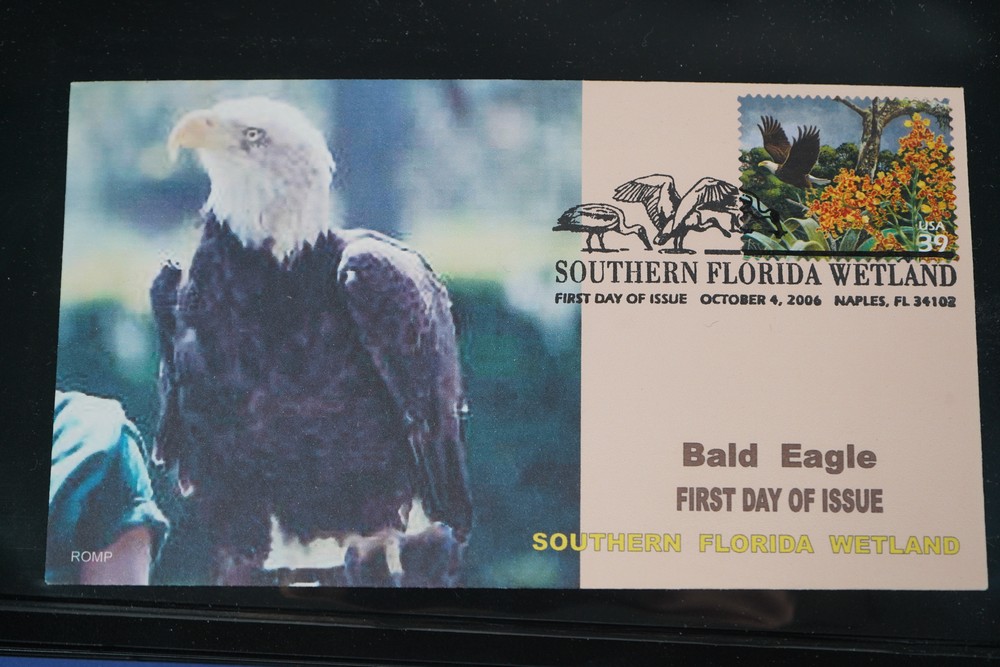 USA
39
SOUTHERN FLORIDA WETLAND
FIRST DAY OF ISSUE OCTOBER 4, 2006 NAPLES, FL 34102
Bald Eagle
FIRST DAY OF ISSUE
SOUTHERN FLORIDA WETLAND
ROMP